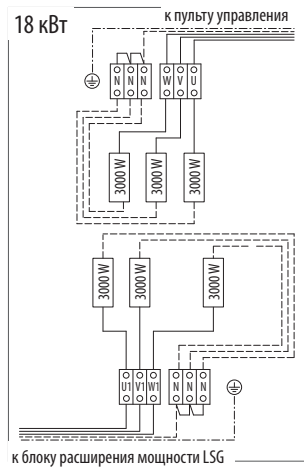 18 кВт
к пульту управления
N N N W V U
3000 W 3000 W 3000 W
3000 W 3000 W 3000 W
U1 V1 W1 N N N
к блоку расширения мощности LSG